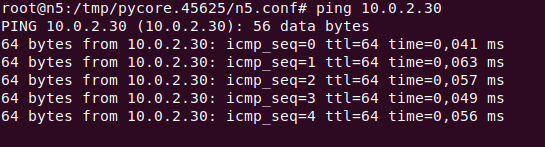 root@n5:/tmp/pycore.45625/n5.conf# ping 10.0.2.30
PING 10.0.2.30 (10.0.2.30): 56 data bytes
64 bytes from 10.0.2.30: icmp_seq=0 ttl=64 time=0,041 ms
64 bytes from 10.0.2.30: icmp_seq=1 ttl=64 time=0,063 ms
64 bytes from 10.0.2.30: icmp_seq=2 ttl=64 time=0,057 ms
64 bytes from 10.0.2.30: icmp_seq=3 ttl=64 time=0,049 ms
64 bytes from 10.0.2.30: icmp_seq=4 ttl=64 time=0,056 ms